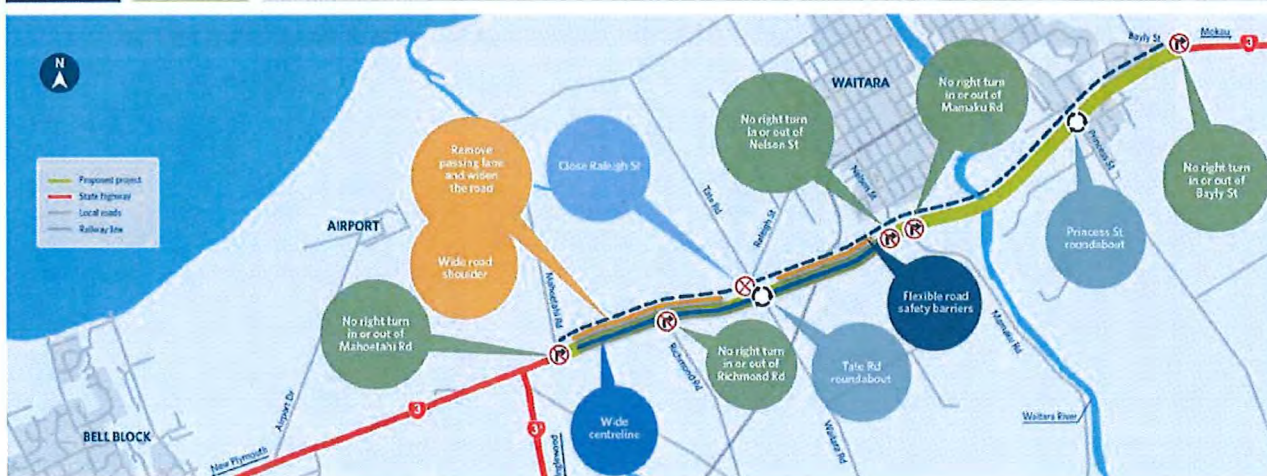 N
Proposed project
State highway
Local roads
Railway line
AIRPORT
BELL BLOCK
WAITARA
Remove
passing lane
and widen
the road
Wide road
shoulder
Close Raleigh St
No right turn
in or out of
Nelson St
No right turn
in or out of
Mamaku Rd
No right turn
in or out of
Bayly St
Princess St
roundabout
Flexible road
safety barriers
Tate Rd
roundabout
No right turn
in or out of
Richmond Rd
Wide
centreline
No right turn
in or out of
Mahoetahi Rd
Bayly St
Mokau
3
Princess St
Nelson St
Tate Rd
Raleigh St
Mahoetahi Rd
Richmond Rd
Mamaku Rd
Waitara Rd
Waitara River
Airport Dr
New Plymouth
3
Inglewood